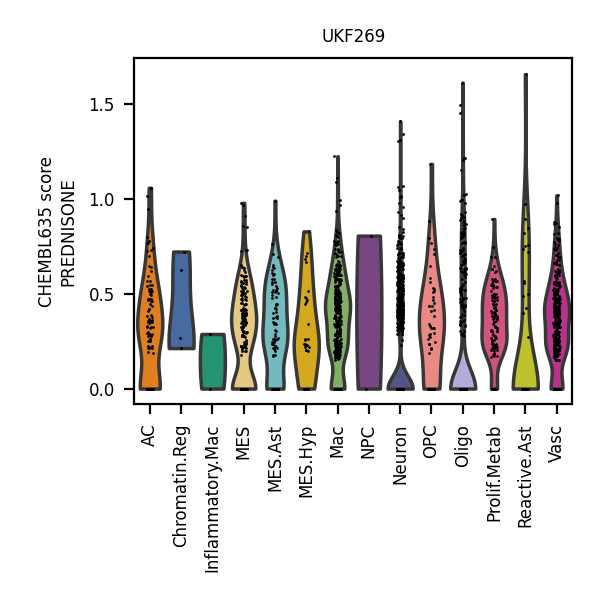 UKF269
CHEMBL635 score
PREDNISONE
1.5
1.0
0.5
0.0
AC
Chromatin.Reg
Inflammatory.Mac
MES
MES.Ast
MES.Hyp
Mac
NPC
Neuron
OPC
Oligo
Prolif.Metab
Reactive.Ast
Vasc